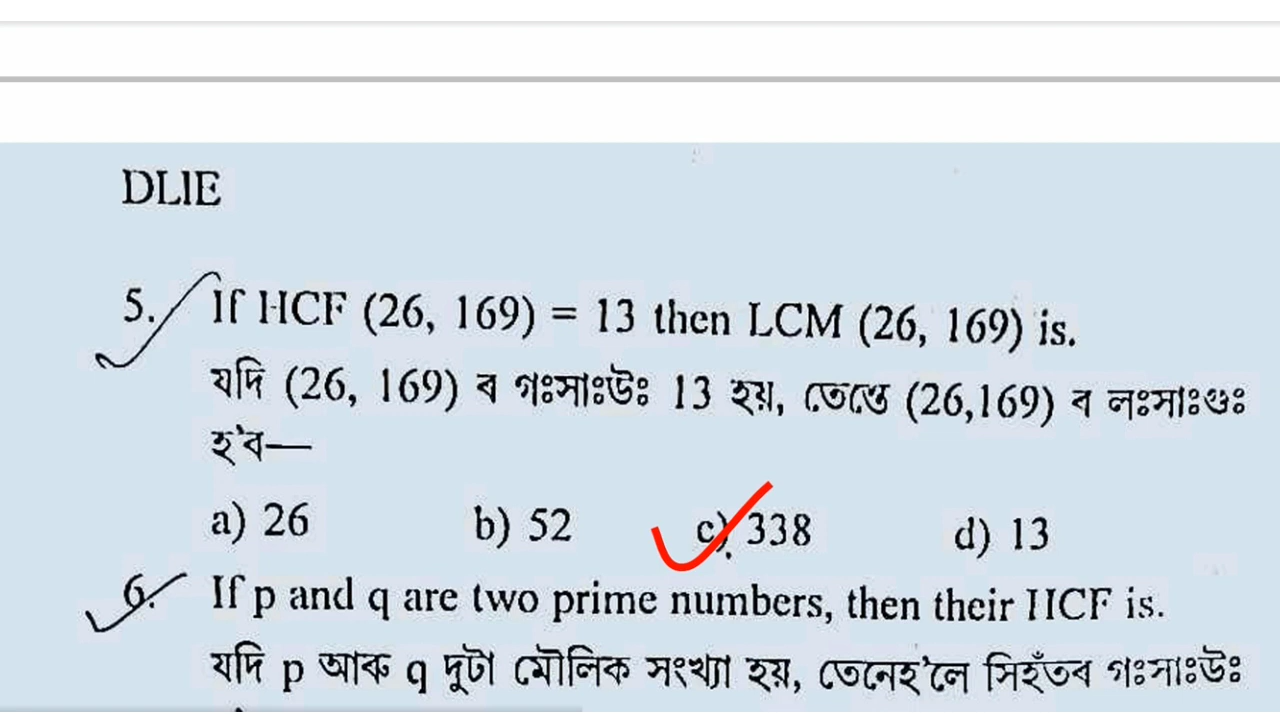 DLIE
5. If HCF (26, 169) = 13 then LCM (26, 169) is.
যদি (26, 169) ৰ গঃসাঃউঃ 13 হয়, তেন্তে (26,169) ৰ লঃসাঃগুঃ
হ'ব—
a) 26 b) 52 c) 338 d) 13
6. If p and q are two prime numbers, then their HCF is.
যদি p আৰু q দুটা মৌলিক সংখ্যা হয়, তেনেহ'লে সিহঁতৰ গঃসাঃউঃ